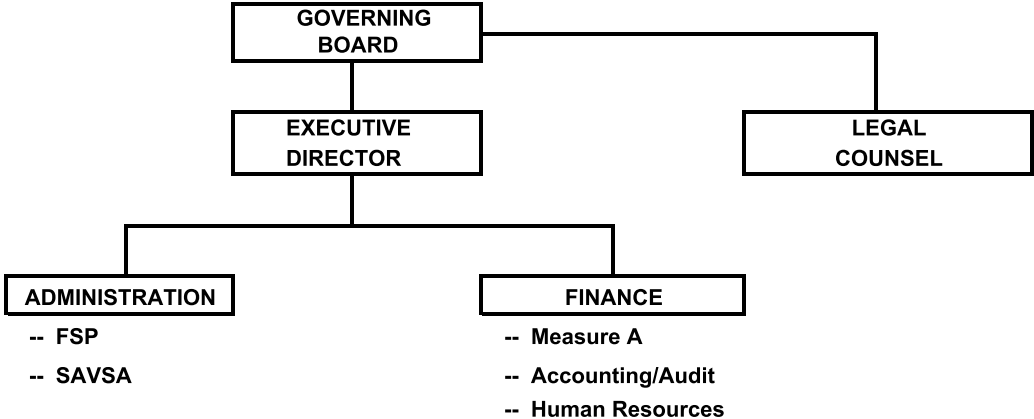 GOVERNING
BOARD
EXECUTIVE
DIRECTOR
LEGAL
COUNSEL
ADMINISTRATION
-- FSP
-- SAVSA
FINANCE
-- Measure A
-- Accounting/Audit
-- Human Resources